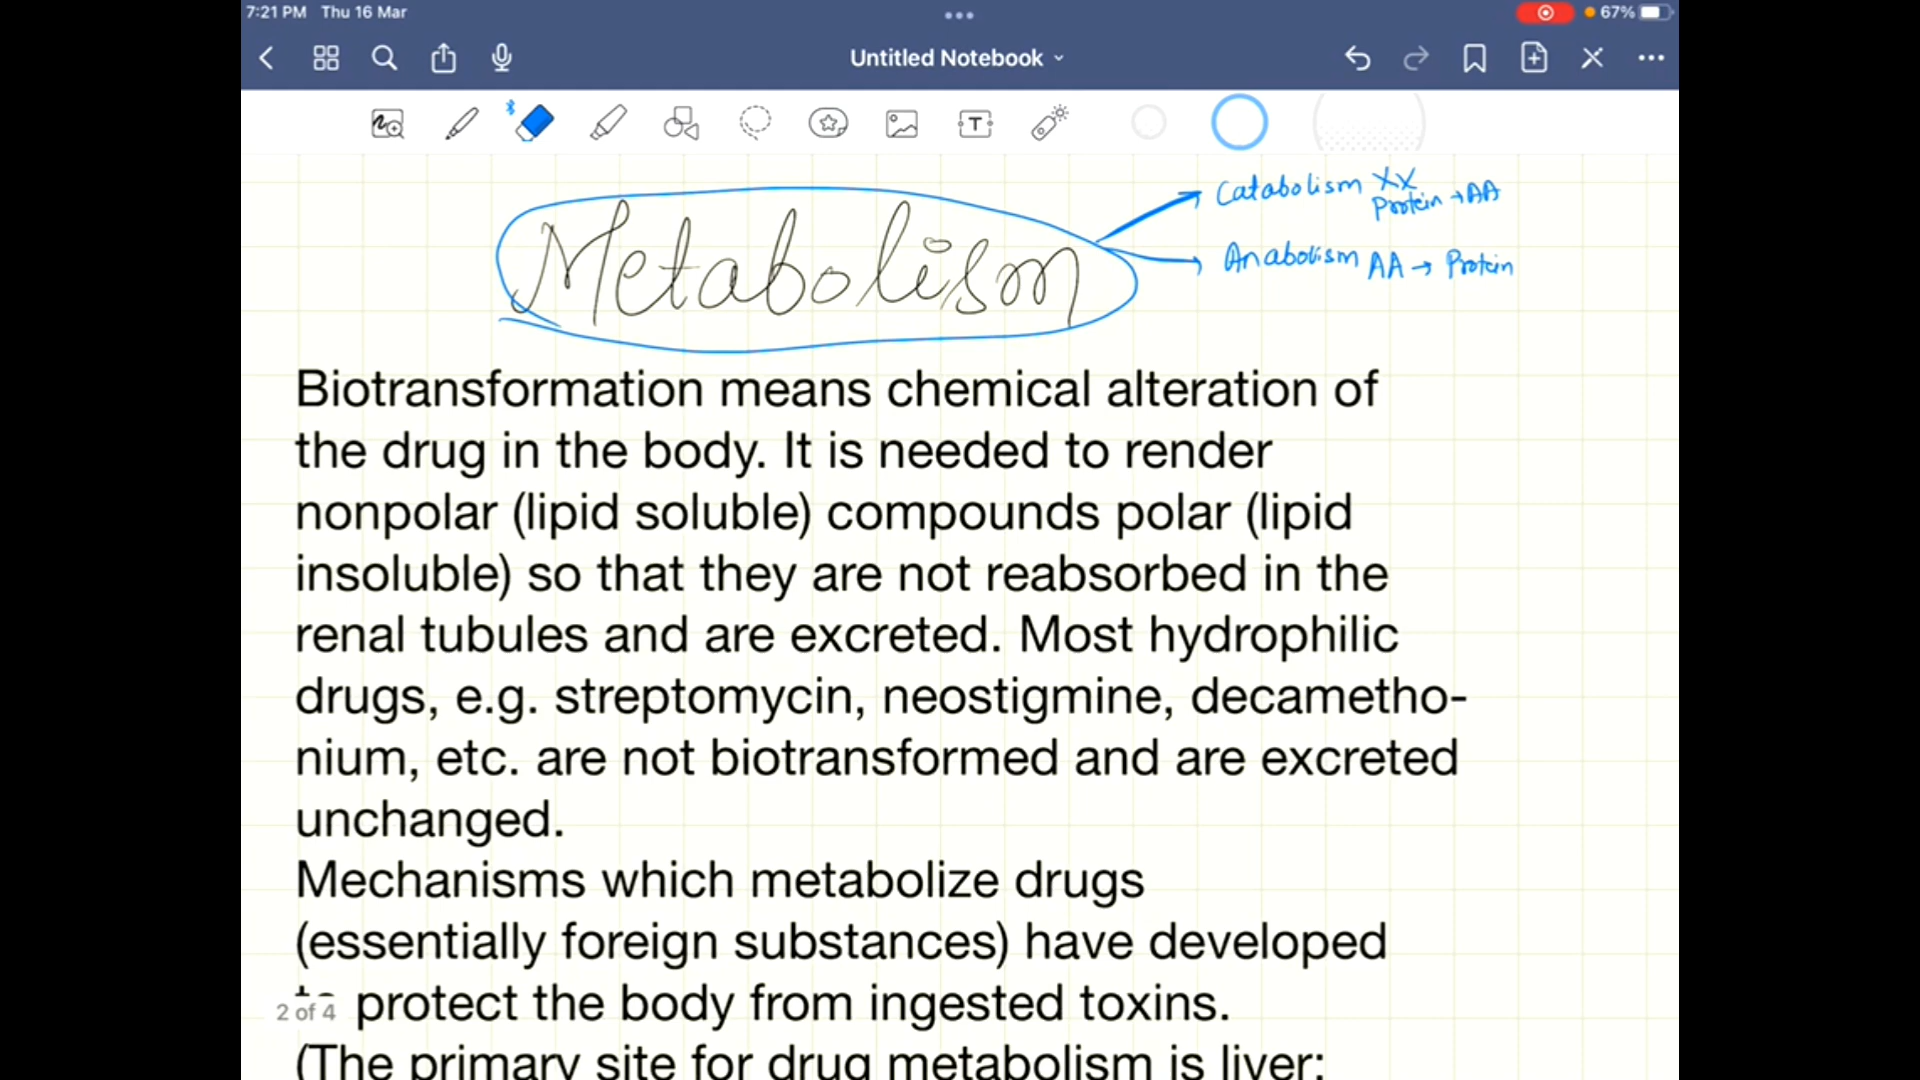 7:21 PM Thu 16 Mar
67%
Untitled Notebook
T
Metabolism
Catabolism XX
Protein → AA
Anabolism AA → Protein
Biotransformation means chemical alteration of
the drug in the body. It is needed to render
nonpolar (lipid soluble) compounds polar (lipid
insoluble) so that they are not reabsorbed in the
renal tubules and are excreted. Most hydrophilic
drugs, e.g. streptomycin, neostigmine, decametho-
nium, etc. are not biotransformed and are excreted
unchanged.
Mechanisms which metabolize drugs
(essentially foreign substances) have developed
protect the body from ingested toxins.
2 of 4
(The primary site for drug metabolism is liver;